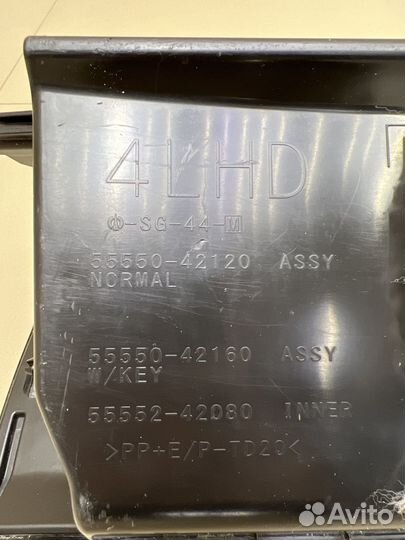 4LHD
Ⓘ-SG-44-M
55550-42120 ASSY
NORMAL
55550-42160 ASSY
W/KEY
55552-42080 INNER
>PP+E/P-TD20<
Avito